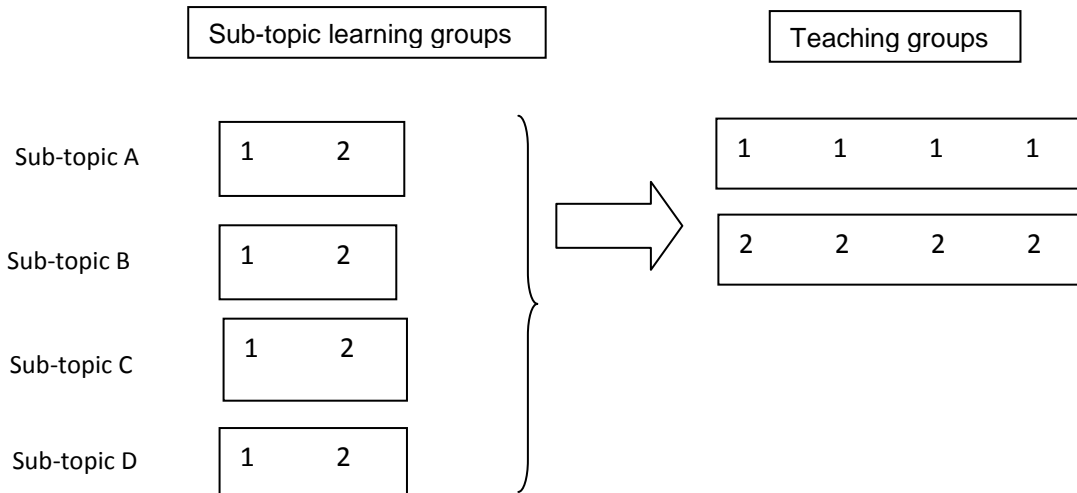 Sub-topic learning groups
Teaching groups
Sub-topic A
1 2
1 1 1 1
Sub-topic B
1 2
2 2 2 2
Sub-topic C
1 2
Sub-topic D
1 2